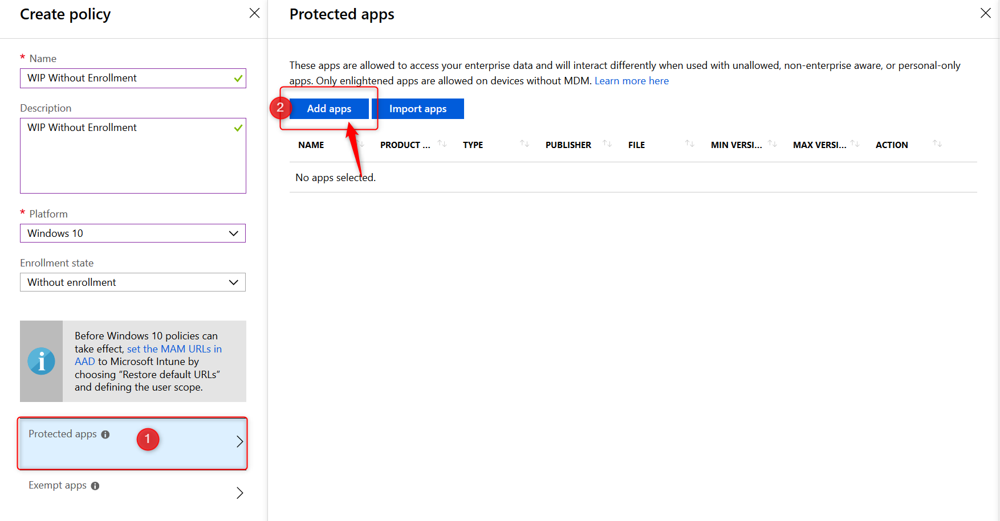 Create policy
* Name
WIP Without Enrollment
Description
WIP Without Enrollment
* Platform
Windows 10
Enrollment state
Without enrollment
Before Windows 10 policies can
take effect, set the MAM URLs in
AAD to Microsoft Intune by
choosing “Restore default URLs”
and defining the user scope.
Protected apps
1
Exempt apps
Protected apps
These apps are allowed to access your enterprise data and will interact differently when used with unallowed, non-enterprise aware, or personal-only
apps. Only enlightened apps are allowed on devices without MDM. Learn more here
2 Add apps Import apps
NAME PRODUCT ... TYPE PUBLISHER FILE MIN VERSI... MAX VERSI... ACTION
No apps selected.